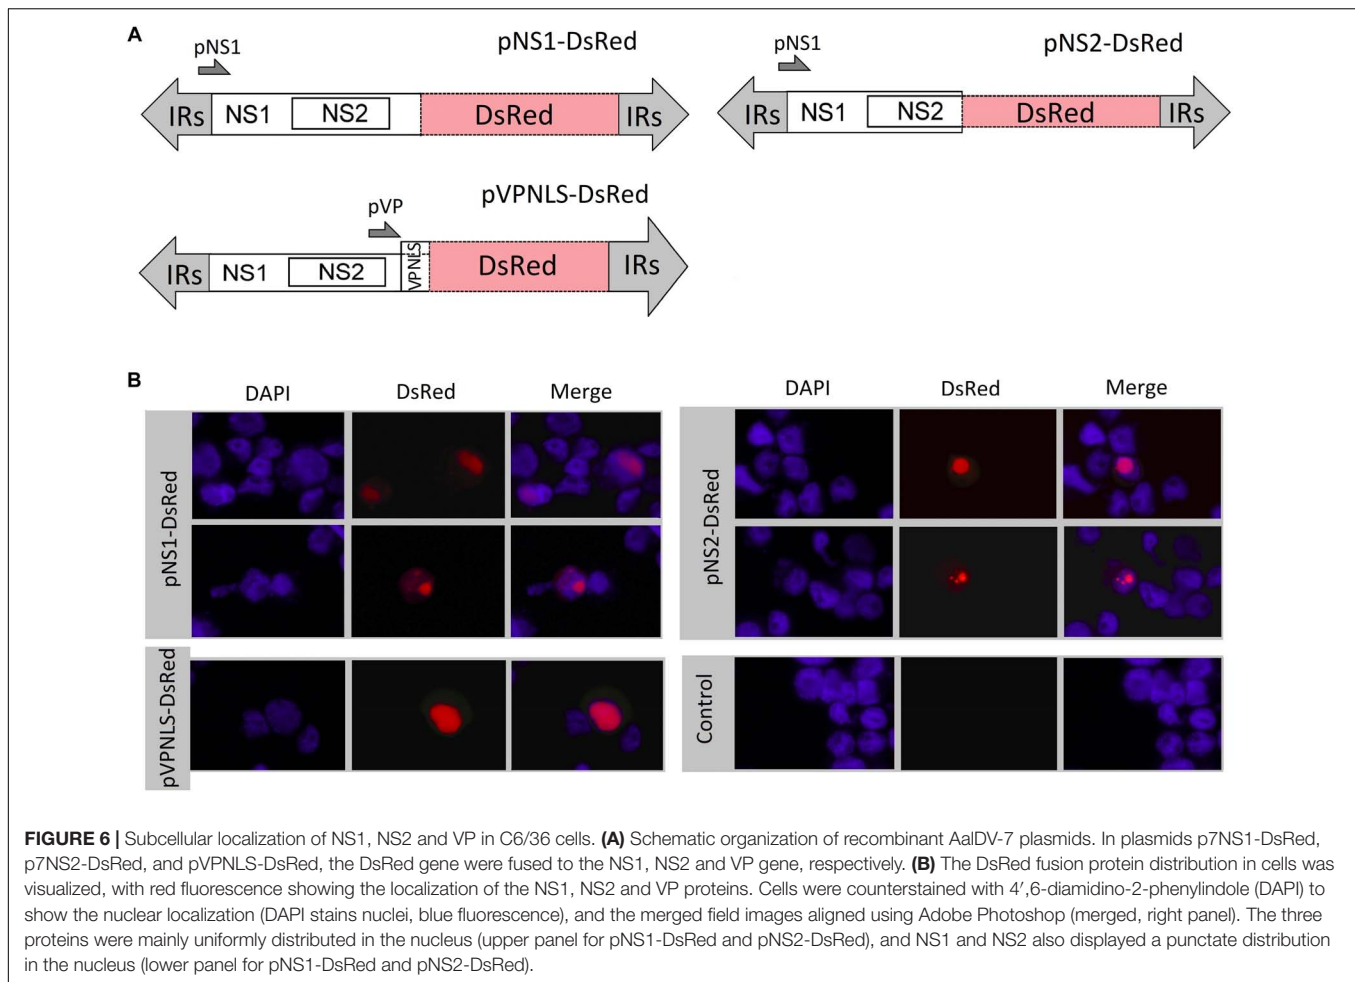 A
pNS1
pNS1-DsRed
IRs NS1 NS2 DsRed IRs
pNS1
pNS2-DsRed
IRs NS1 NS2 DsRed IRs
pVP
pVPNLS-DsRed
IRs NS1 NS2 VPNLS DsRed IRs
B
DAPI DsRed Merge
pNS1-DsRed
pVPNLS-DsRed
DAPI DsRed Merge
pNS2-DsRed
Control
FIGURE 6 | Subcellular localization of NS1, NS2 and VP in C6/36 cells. (A) Schematic organization of recombinant AalDV-7 plasmids. In plasmids p7NS1-DsRed,
p7NS2-DsRed, and pVPNLS-DsRed, the DsRed gene were fused to the NS1, NS2 and VP gene, respectively. (B) The DsRed fusion protein distribution in cells was
visualized, with red fluorescence showing the localization of the NS1, NS2 and VP proteins. Cells were counterstained with 4′,6-diamidino-2-phenylindole (DAPI) to
show the nuclear localization (DAPI stains nuclei, blue fluorescence), and the merged field images aligned using Adobe Photoshop (merged, right panel). The three
proteins were mainly uniformly distributed in the nucleus (upper panel for pNS1-DsRed and pNS2-DsRed), and NS1 and NS2 also displayed a punctate distribution
in the nucleus (lower panel for pNS1-DsRed and pNS2-DsRed).